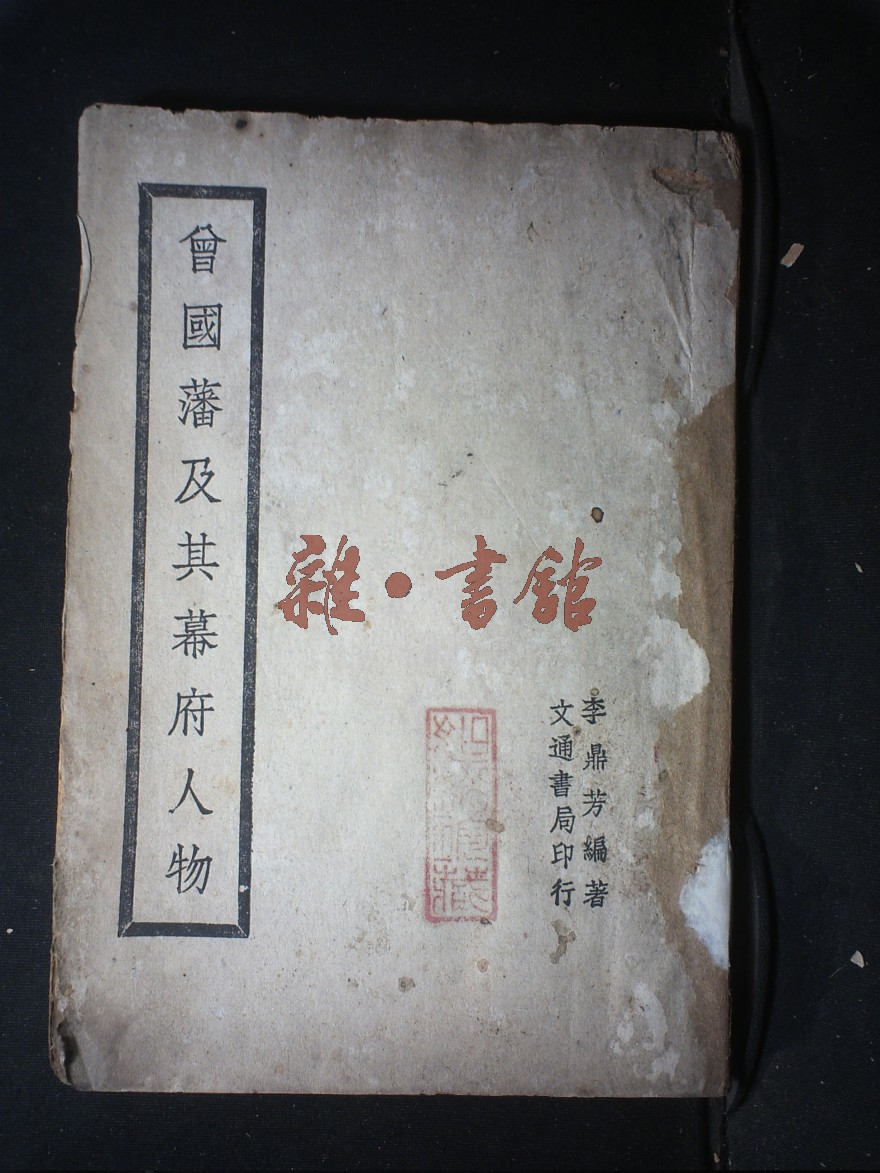 曾國藩及其幕府人物
李鼎芳編著
文通書局印行
雜·書館